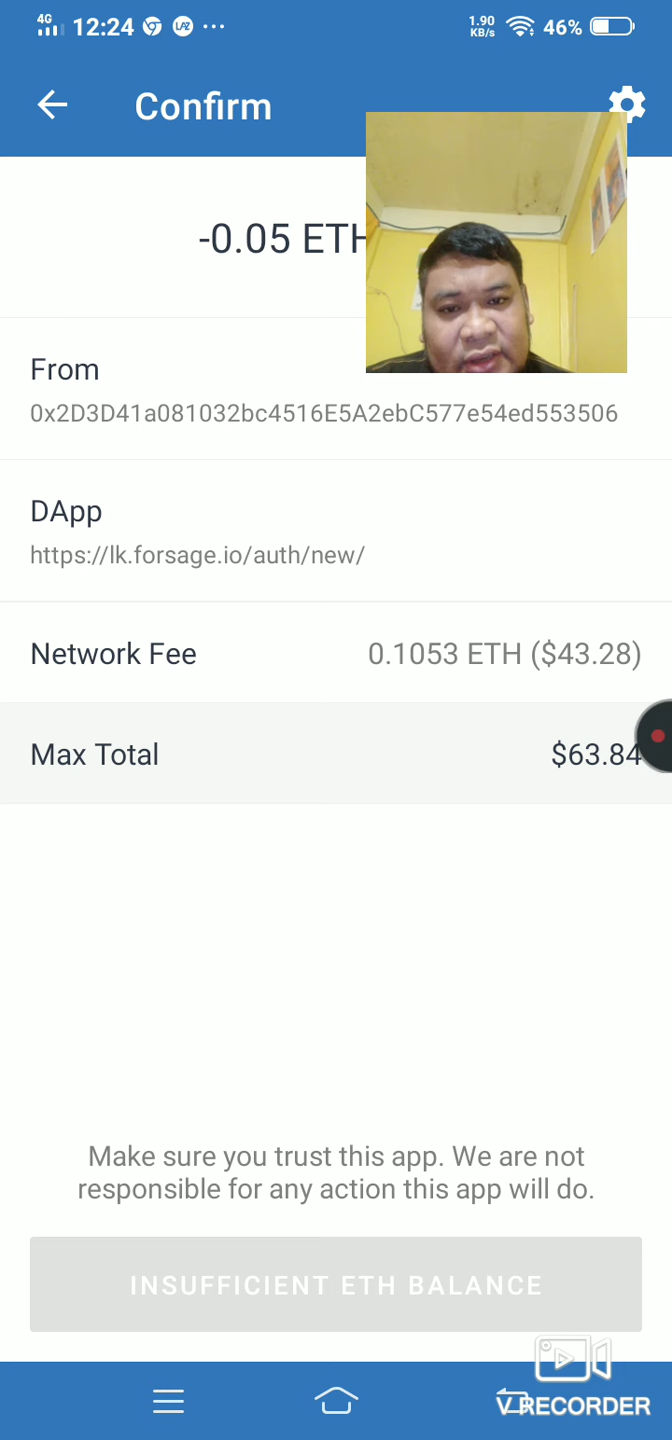 4G 12:24 LAZ ... 1.90 KB/s 46%
Confirm
-0.05 ETH
From
0x2D3D41a081032bc4516E5A2ebC577e54ed553506
DApp
https://lk.forsage.io/auth/new/
Network Fee 0.1053 ETH ($43.28)
Max Total $63.84
Make sure you trust this app. We are not
responsible for any action this app will do.
INSUFFICIENT ETH BALANCE
V RECORDER